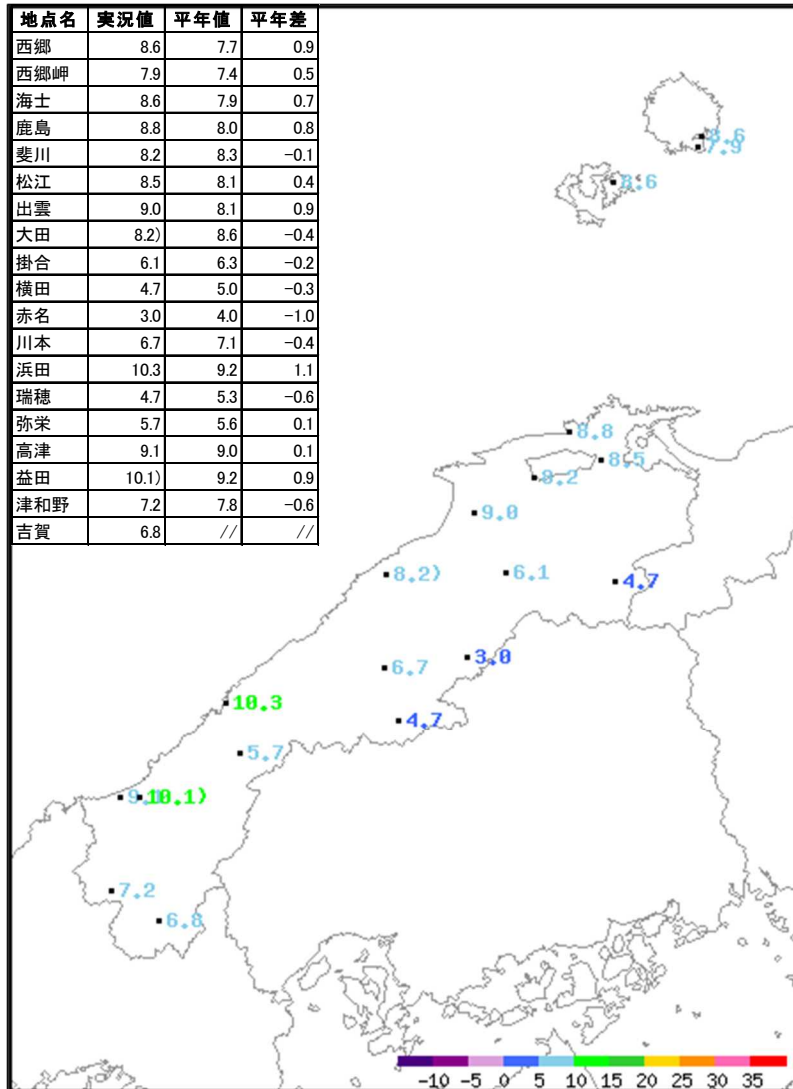 地点名 実況値 平年値 平年差
西郷 8.6 7.7 0.9
西郷岬 7.9 7.4 0.5
海士 8.6 7.9 0.7
鹿島 8.8 8.0 0.8
斐川 8.2 8.3 −0.1
松江 8.5 8.1 0.4
出雲 9.0 8.1 0.9
大田 8.2) 8.6 −0.4
掛合 6.1 6.3 −0.2
横田 4.7 5.0 −0.3
赤名 3.0 4.0 −1.0
川本 6.7 7.1 −0.4
浜田 10.3 9.2 1.1
瑞穂 4.7 5.3 −0.6
弥栄 5.7 5.6 0.1
高津 9.1 9.0 0.1
益田 10.1) 9.2 0.9
津和野 7.2 7.8 −0.6
吉賀 6.8 // //
8.6
7.9
8.6
8.8
8.5
8.2
9.0
8.2) 6.1 4.7
3.0
6.7
10.3
4.7
5.7
9.1 10.1)
7.2
6.8
-10 -5 0 5 10 15 20 25 30 35